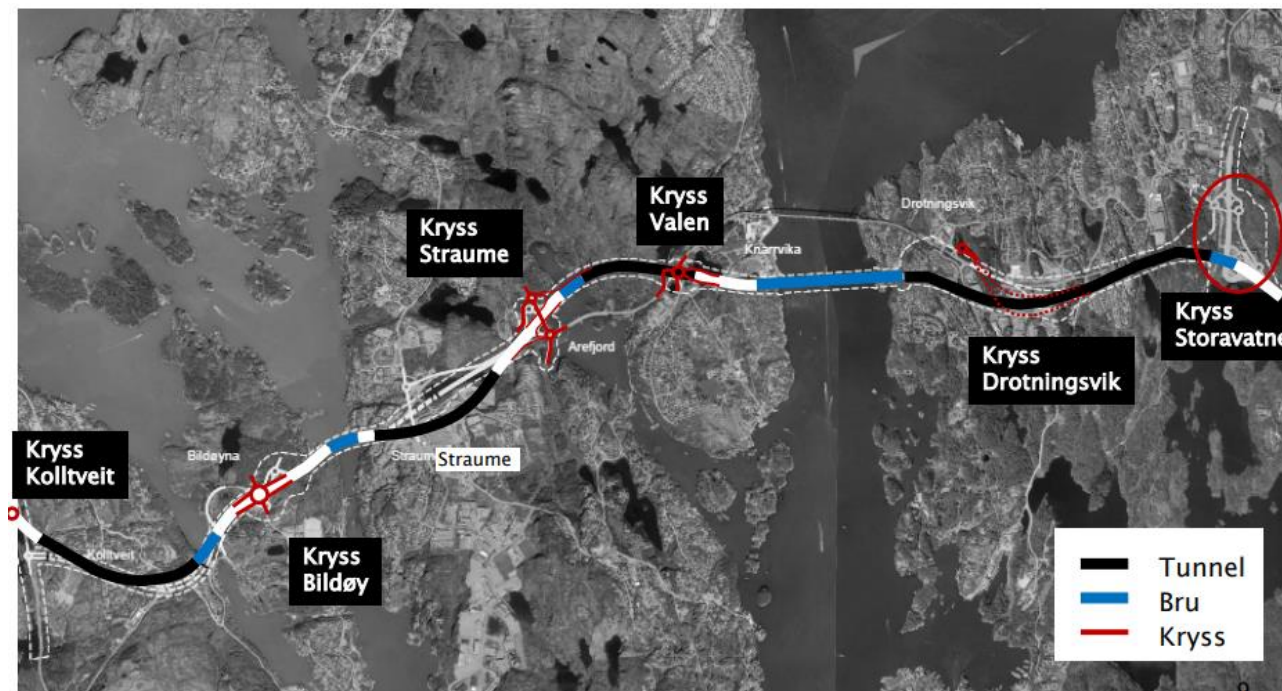 Kryss
Valen
Drotningsvik
Kryss
Straume
Knarrvika
Kryss
Storavatne
Arefjord
Kryss
Drotningsvik
Kryss
Kolltveit
Bildøyna
Straum
Straume
Kolltveit
Kryss
Bildøy
Tunnel
Bru
Kryss